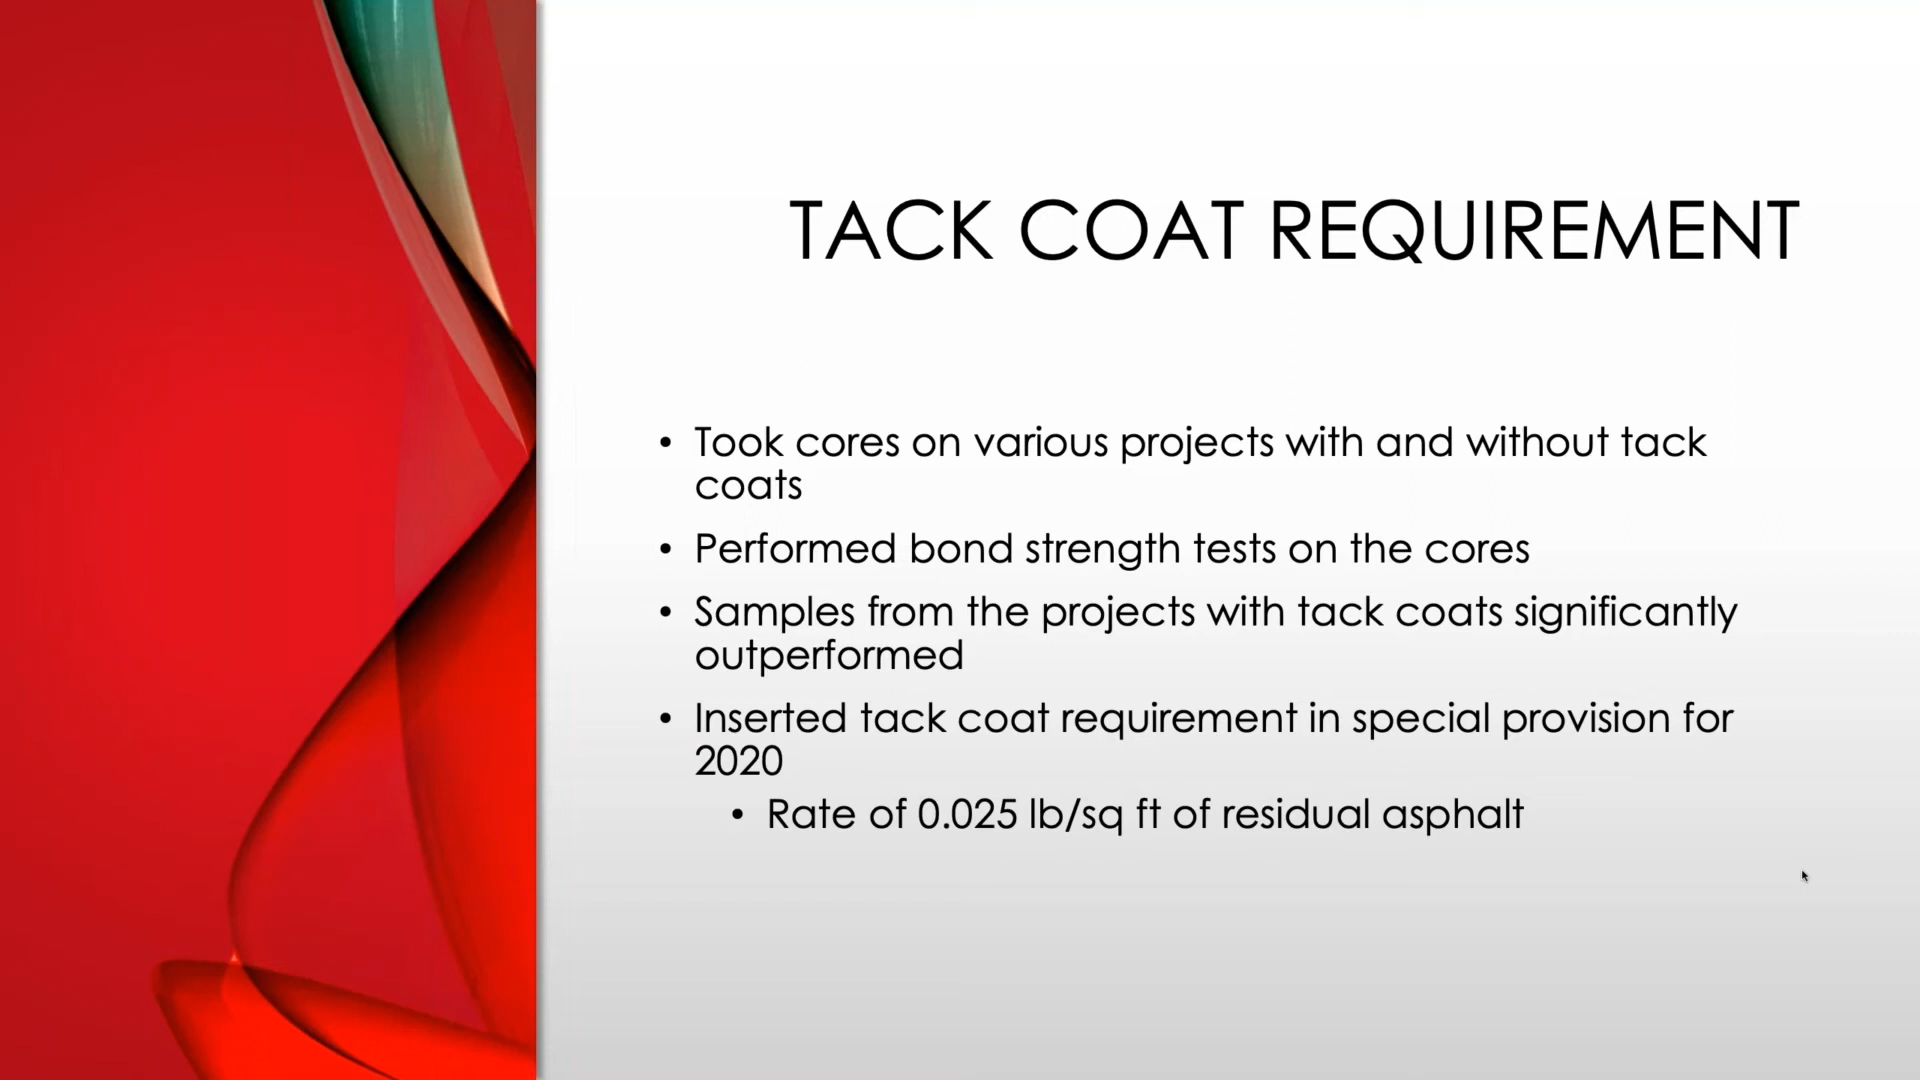 TACK COAT REQUIREMENT
• Took cores on various projects with and without tack
coats
• Performed bond strength tests on the cores
• Samples from the projects with tack coats significantly
outperformed
• Inserted tack coat requirement in special provision for
2020
• Rate of 0.025 lb/sq ft of residual asphalt